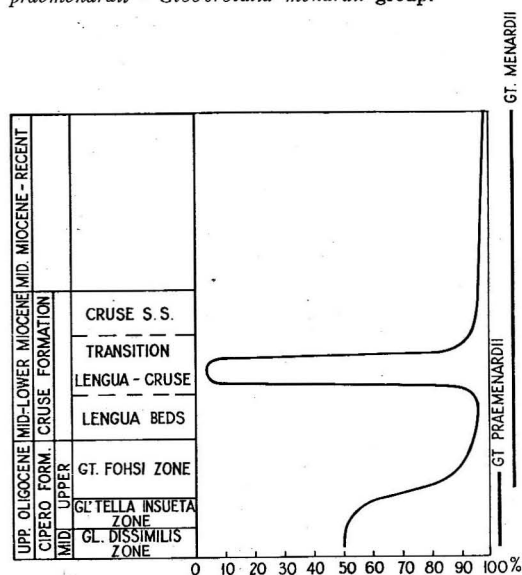 praemenardii - Globorotalia menardii group.
GT. MENARDII
GT PRAEMENARDII
MID. MIOCENE - RECENT
MID-LOWER MIOCENE
UPP. OLIGOCENE
CRUSE FORMATION
CIPERO FORM.
UPPER
MID.
CRUSE S.S.
TRANSITION
LENGUA - CRUSE
LENGUA BEDS
GT. FOHSI ZONE
GL'TELLA INSUETA
ZONE
GL. DISSIMILIS
ZONE
0 10 20 30 40 50 60 70 80 90 100 %